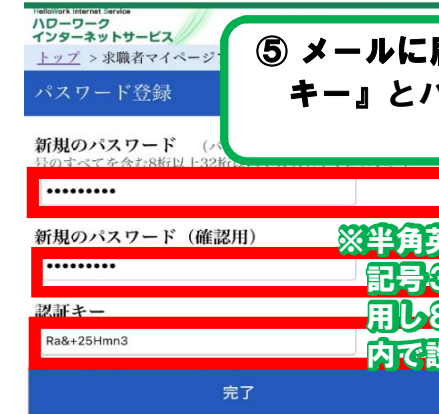 HelloWork Internet Service
ハローワーク
インターネットサービス
トップ > 求職者マイページ
⑤ メールに
キー』とパ
パスワード登録
新規のパスワード (パ
号のすべてを含む8桁以上32桁
•••••••••
新規のパスワード（確認用）
※半角英
•••••••••
記号3
認証キー
用し8
Ra&+25Hmn3
内で設
完了